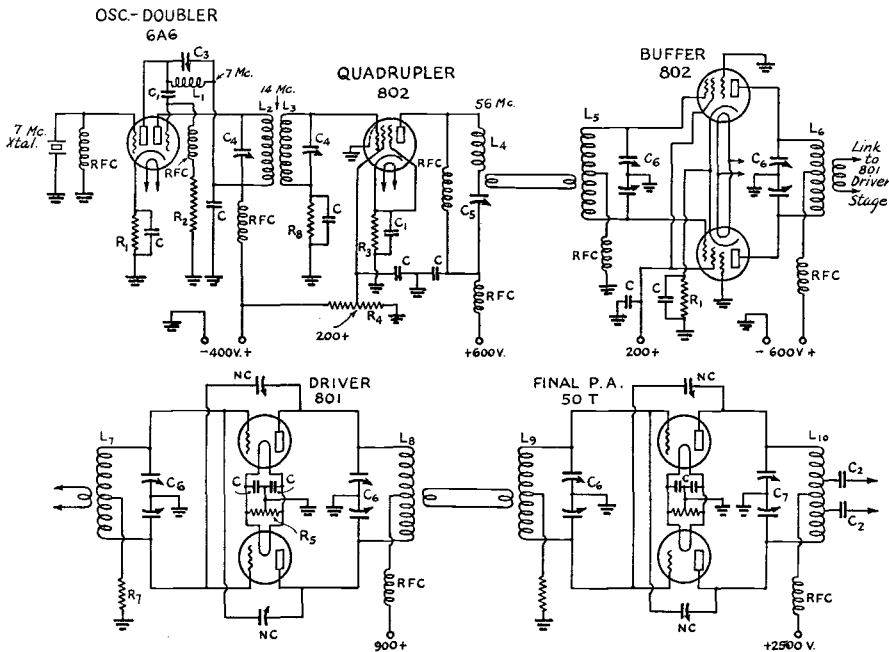 OSC.-DOUBLER
6A6
C3
7 Mc.
C1
L1
14 Mc.
L2
L3
7 Mc.
Xtal.
RFC
RFC
C4
C4
R1
C
R2
C
RFC
R8
C
-400V.+
QUADRUPLER
802
56 Mc.
L4
RFC
C5
R3
C1
C
C
R4
200+
RFC
+600V.
BUFFER
802
L5
C6
C6
L6
Link
to
801
Driver
Stage
RFC
C
C
R1
RFC
200+
-600V+
NC
DRIVER
801
L7
C6
C
C
C6
L8
R5
R7
RFC
NC
900+
FINAL P.A.
50 T
NC
L9
C6
C
C
C7
L10
C2
C2
RFC
NC
+2500 V.